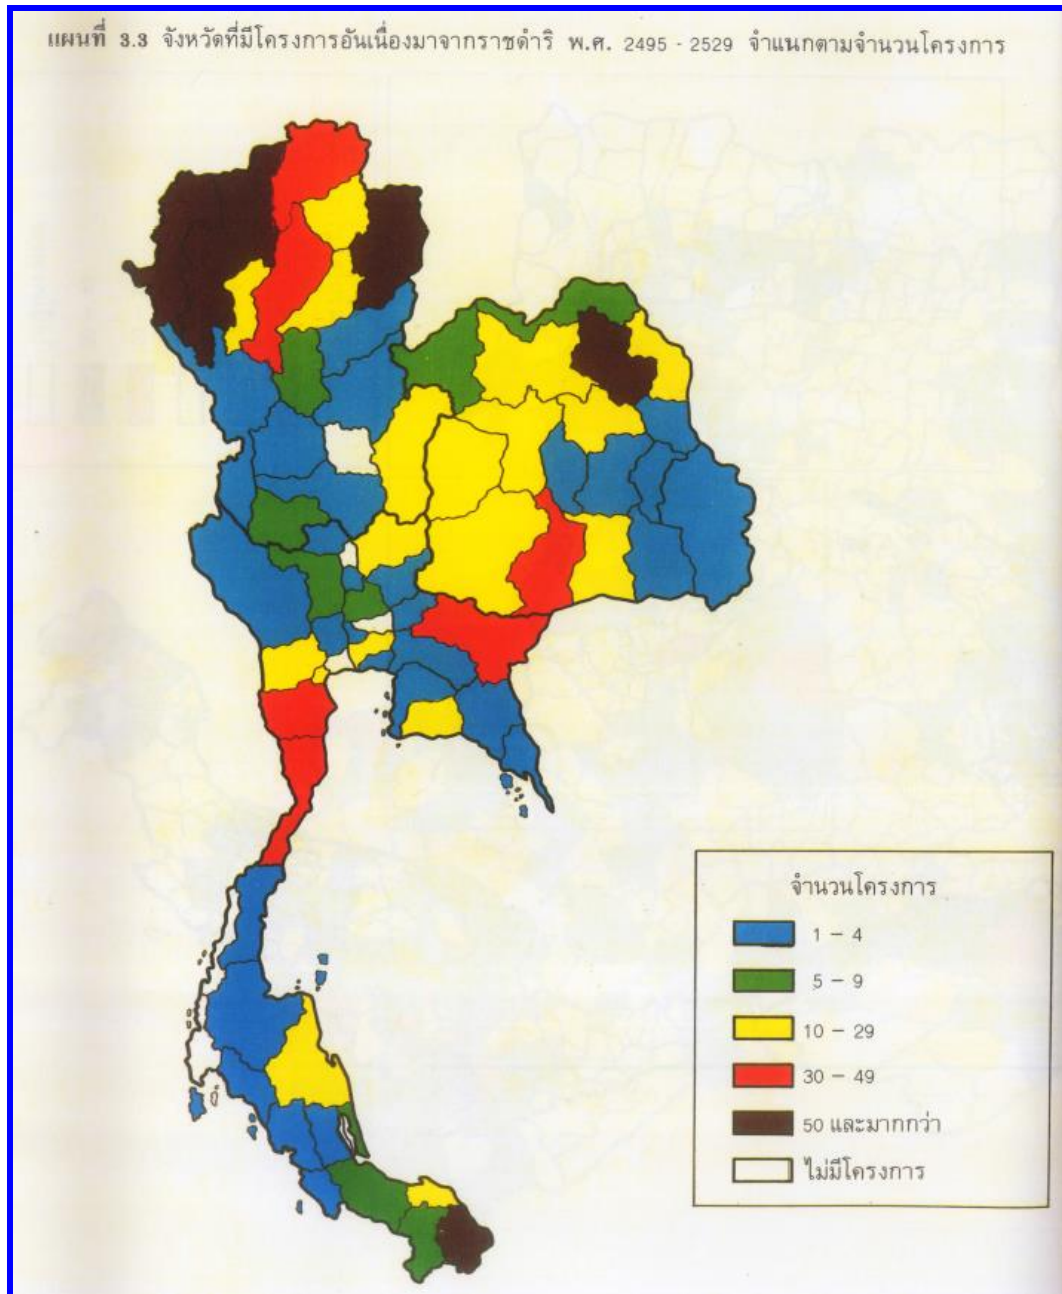 แผนที่ 3.3 จังหวัดที่มีโครงการอันเนื่องมาจากราชดำริ พ.ศ. 2495 - 2529 จำแนกตามจำนวนโครงการ
จำนวนโครงการ
1 - 4
5 - 9
10 - 29
30 - 49
50 และมากกว่า
ไม่มีโครงการ